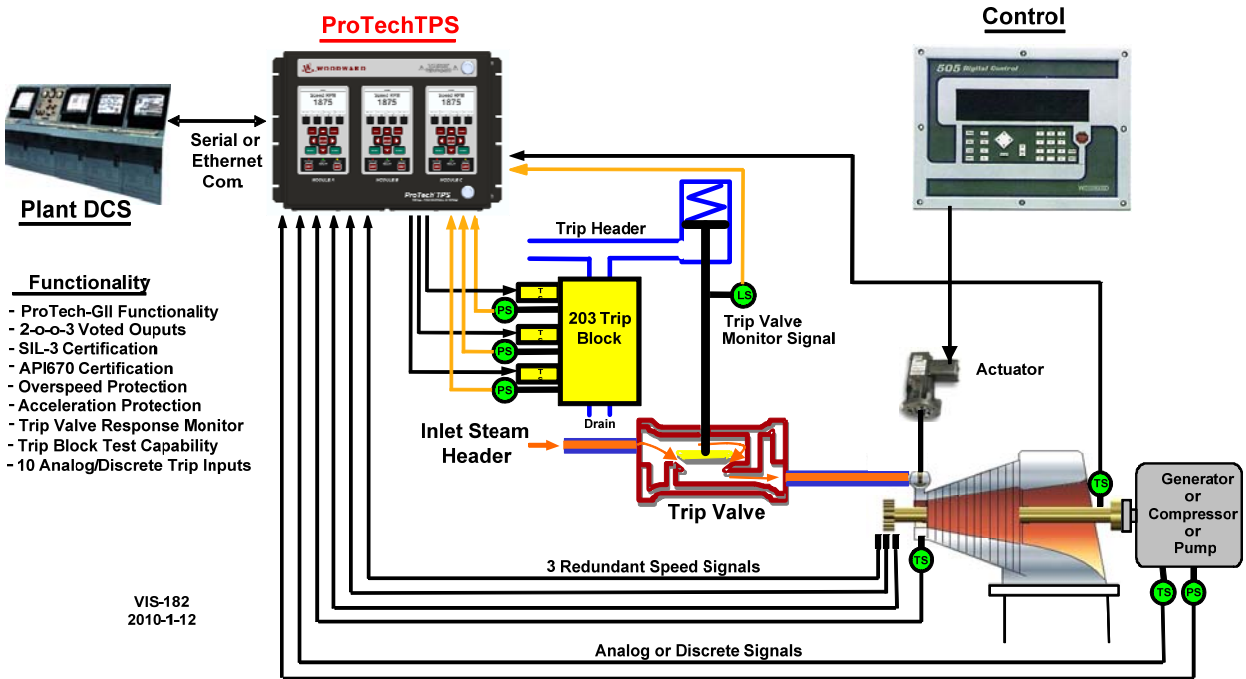 ProTechTPS
Control
WOODWARD
505 Digital Control
Speed RPM
1875
Speed RPM
1875
Speed RPM
1875
MODULE A
MODULE B
MODULE C
ProTech TPS
WOODWARD
Serial or
Ethernet
Com.
Plant DCS
Trip Header
Functionality
- ProTech-GII Functionality
- 2-o-o-3 Voted Ouputs
- SIL-3 Certification
- API670 Certification
- Overspeed Protection
- Acceleration Protection
- Trip Valve Response Monitor
- Trip Block Test Capability
- 10 Analog/Discrete Trip Inputs
PS
PS
PS
203 Trip
Block
LS
Trip Valve
Monitor Signal
Actuator
Drain
Inlet Steam
Header
Trip Valve
TS
Generator
or
Compressor
or
Pump
TS
TS
PS
3 Redundant Speed Signals
VIS-182
2010-1-12
Analog or Discrete Signals